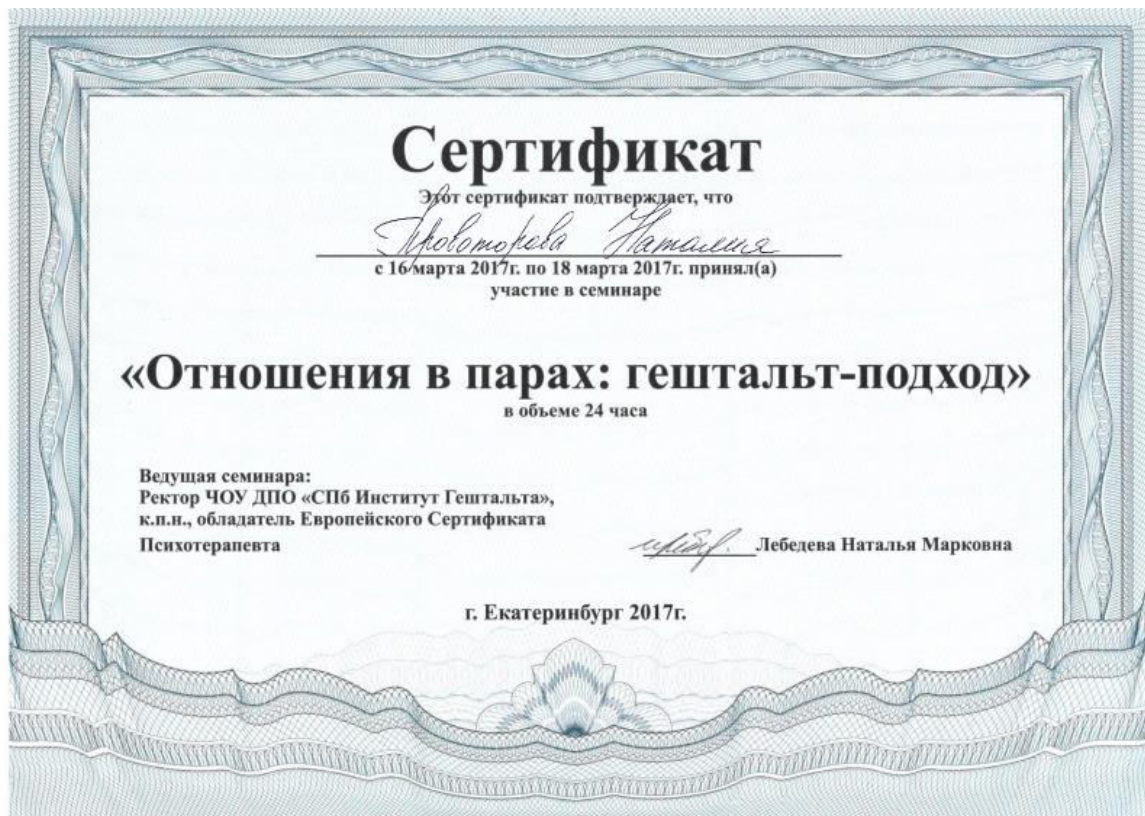 Сертификат
Этот сертификат подтверждает, что
Провоторова Наталия
с 16 марта 2017г. по 18 марта 2017г. принял(а)
участие в семинаре
«Отношения в парах: гештальт-подход»
в объеме 24 часа
Ведущая семинара:
Ректор ЧОУ ДПО «СПб Институт Гештальта»,
к.п.н., обладатель Европейского Сертификата
Психотерапевта
Лебедева Наталья Марковна
г. Екатеринбург 2017г.